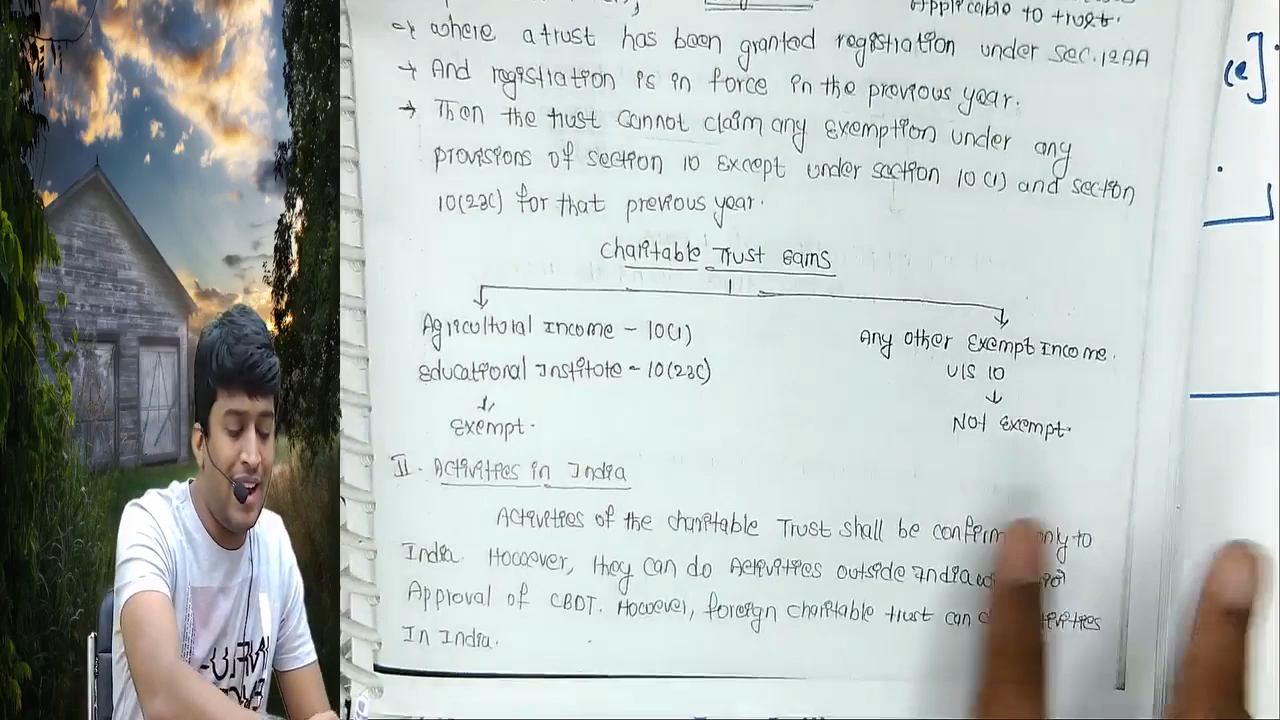 Applicable to trust.
→ where a trust has been granted registration under sec.12AA
→ And registration is in force in the previous year.
→ Then the trust cannot claim any exemption under any
provisions of section 10 except under section 10(1) and section
10(23C) for that previous year.
Charitable Trust earns
Agricultural Income - 10(1)
Educational Institute - 10(23C)
Exempt.
Any other Exempt Income.
U/S 10
Not Exempt.
II. Activities in India
Activities of the charitable Trust shall be only to
India. However, they can do Activities outside India
Approval of CBDT. However, foreign charitable trust can
In India.
(e)